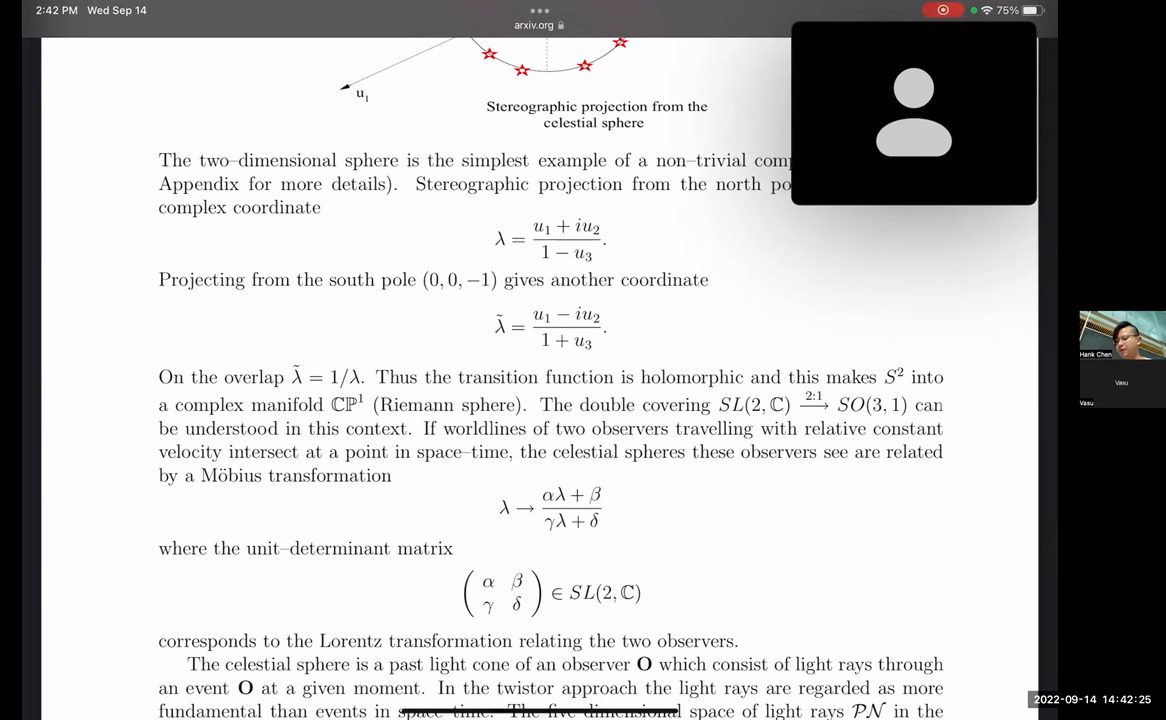 2:42 PM Wed Sep 14
arxiv.org
75%
u₁
Stereographic projection from the
celestial sphere
The two–dimensional sphere is the simplest example of a non–trivial
Appendix for more details). Stereographic projection from the north
complex coordinate
λ = (u₁ + iu₂)/(1 − u₃).
Projecting from the south pole (0, 0, −1) gives another coordinate
λ̃ = (u₁ − iu₂)/(1 + u₃).
On the overlap λ̃ = 1/λ. Thus the transition function is holomorphic and this makes S² into
a complex manifold ℂℙ¹ (Riemann sphere). The double covering SL(2, ℂ) 2:1⟶ SO(3, 1) can
be understood in this context. If worldlines of two observers travelling with relative constant
velocity intersect at a point in space–time, the celestial spheres these observers see are related
by a Möbius transformation
λ → (αλ + β)/(γλ + δ)
where the unit–determinant matrix
( α β
γ δ ) ∈ SL(2, ℂ)
corresponds to the Lorentz transformation relating the two observers.
The celestial sphere is a past light cone of an observer O which consist of light rays through
an event O at a given moment. In the twistor approach the light rays are regarded as more
fundamental than events in space–time. The five dimensional space of light rays 𝒫𝒩 in the
Hank Chen
Vasu
Vasu
2022-09-14 14:42:25